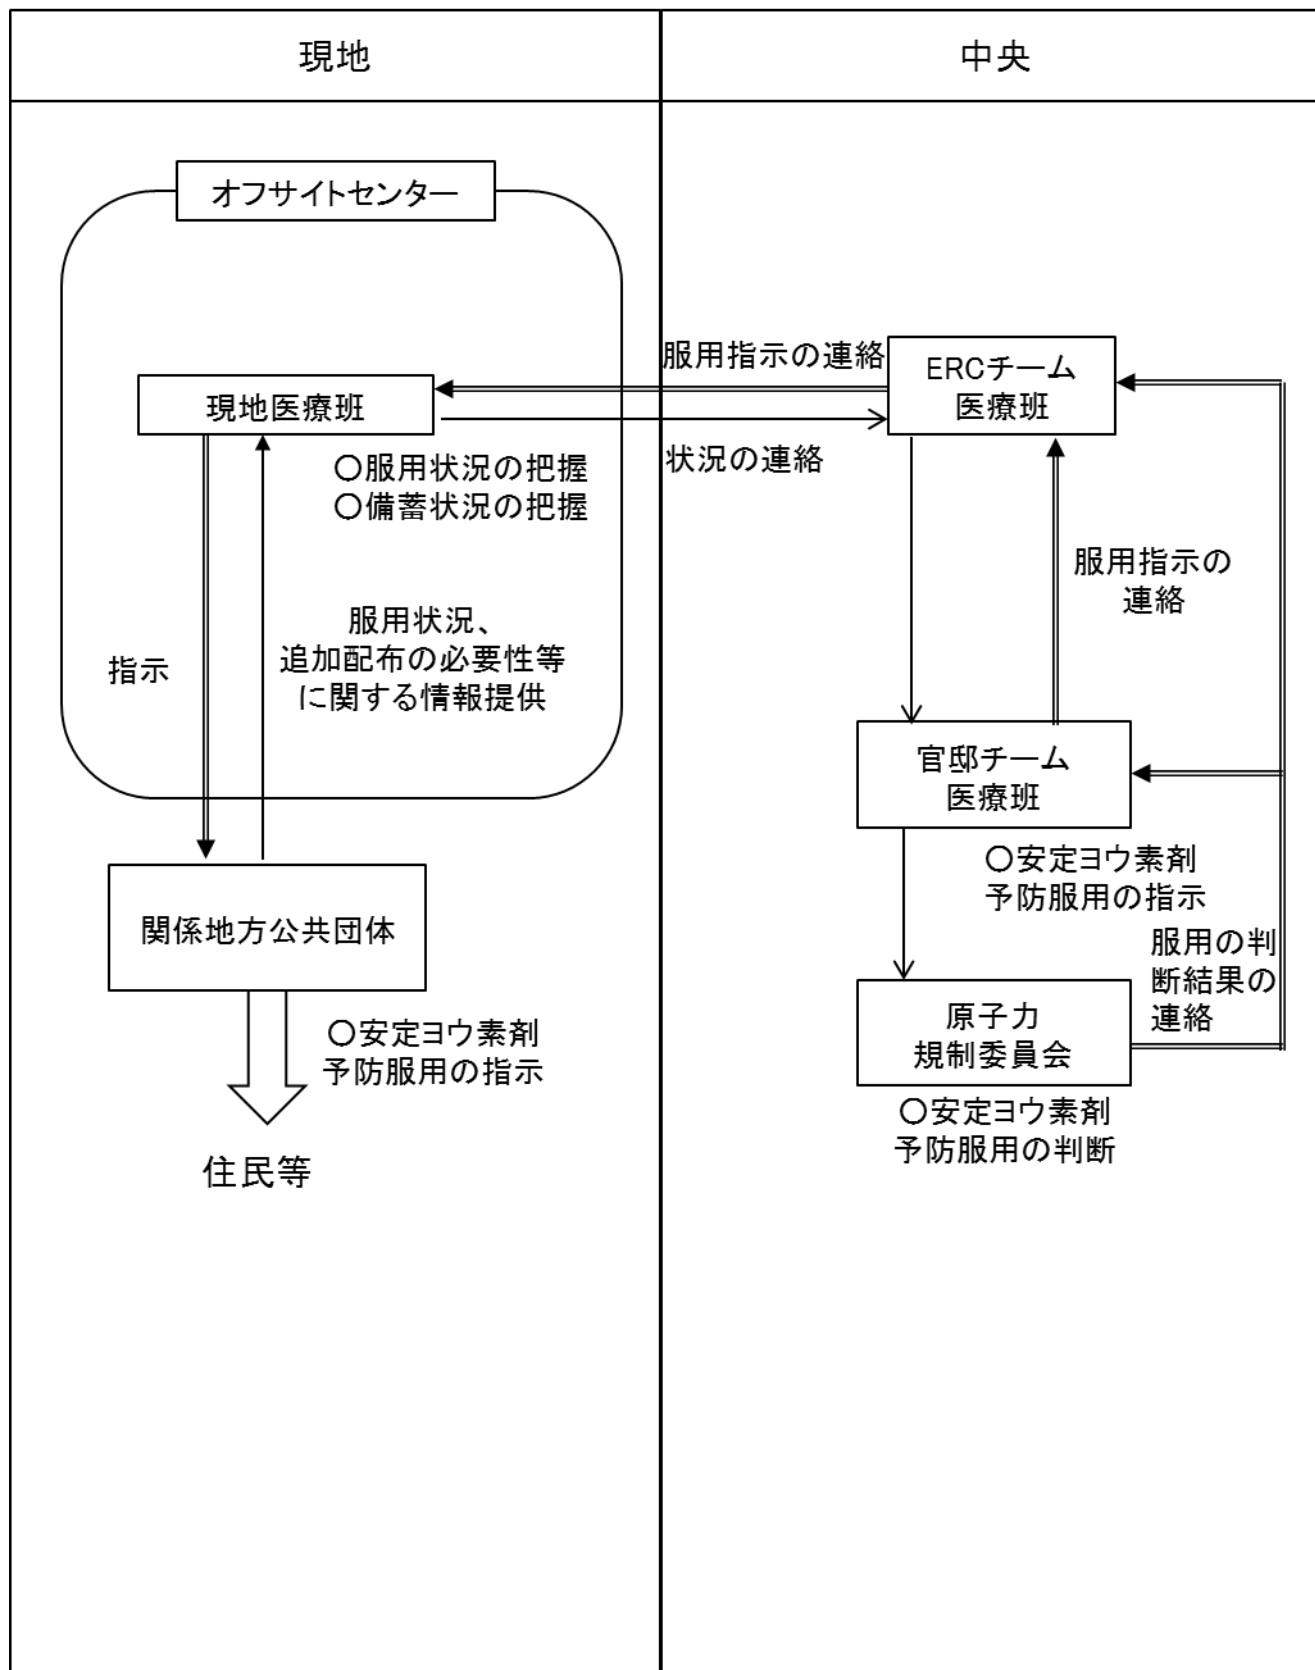 現地
中央
オフサイトセンター
服用指示の連絡
ERCチーム
医療班
現地医療班
状況の連絡
〇服用状況の把握
〇備蓄状況の把握
服用指示の
連絡
服用状況、
追加配布の必要性等
に関する情報提供
指示
官邸チーム
医療班
〇安定ヨウ素剤
予防服用の指示
関係地方公共団体
服用の判
断結果の
連絡
原子力
規制委員会
〇安定ヨウ素剤
予防服用の指示
〇安定ヨウ素剤
予防服用の判断
住民等